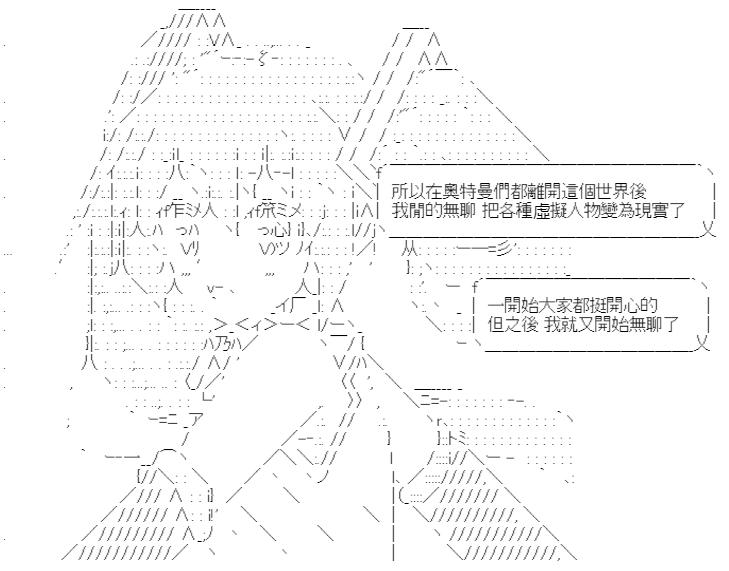 所以在奧特曼們都離開這個世界後
我閒的無聊 把各種虛擬人物變為現實了
一開始大家都挺開心的
但之後 我就又開始無聊了